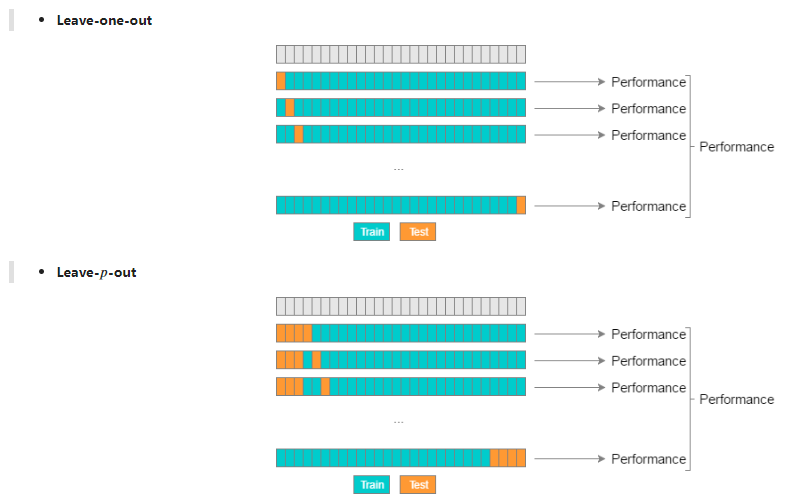 Leave-one-out
Performance
Performance
Performance
Performance
...
Performance
Train Test
Leave-p-out
Performance
Performance
Performance
Performance
...
Performance
Train Test